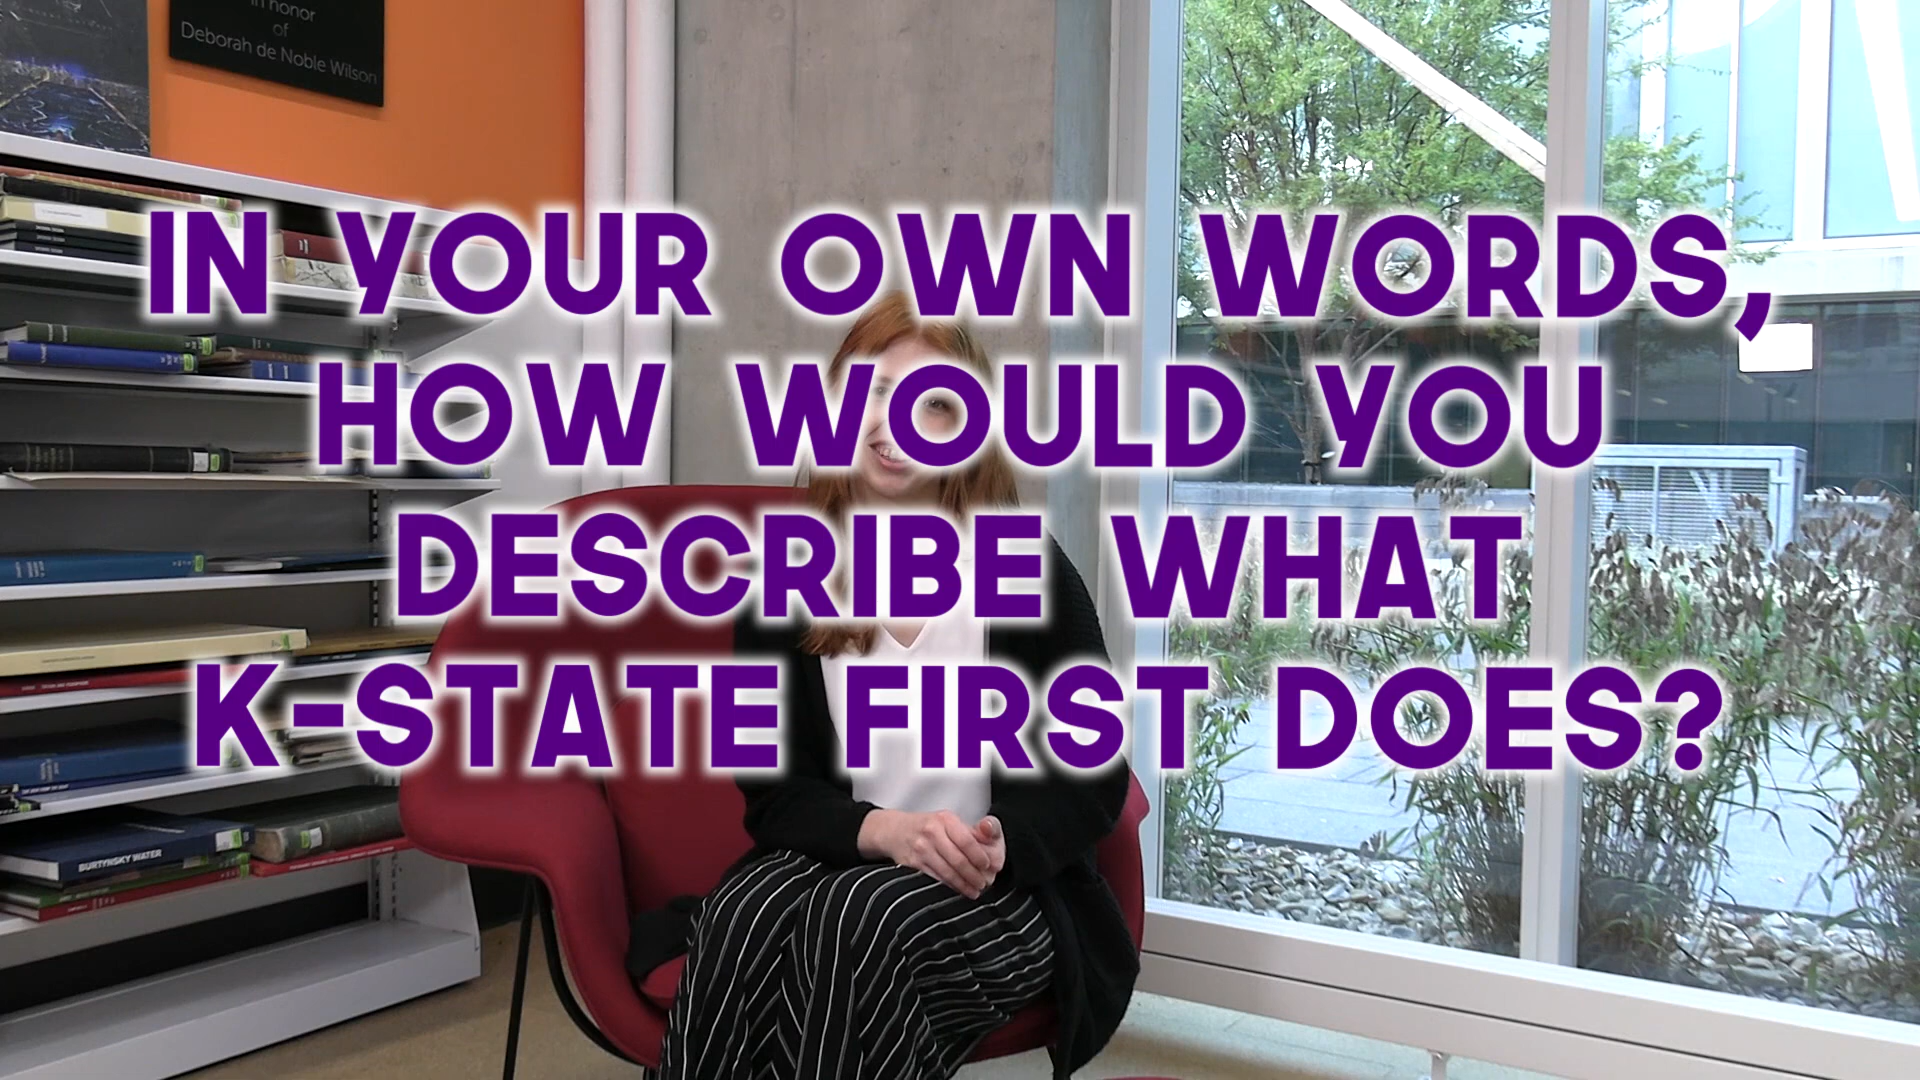 In honor
of
Deborah de Noble Wilson
IN YOUR OWN WORDS,
HOW WOULD YOU
DESCRIBE WHAT
K-STATE FIRST DOES?
BURTYNSKY WATER